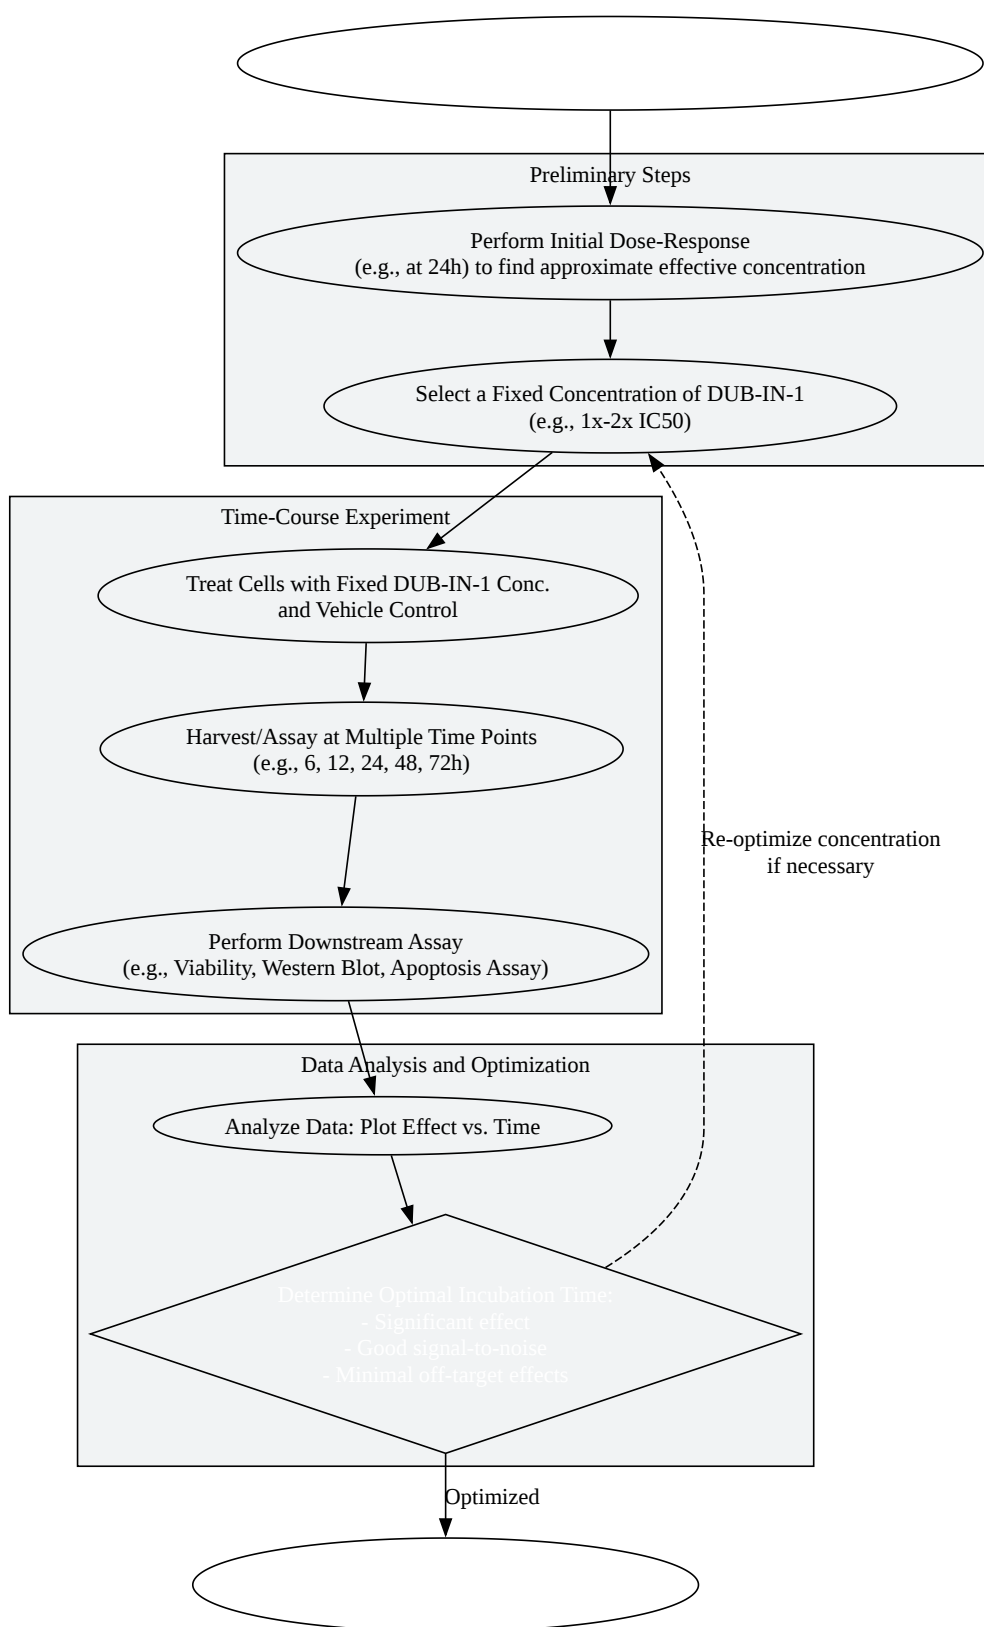 Preliminary Steps
Perform Initial Dose-Response
(e.g., at 24h) to find approximate effective concentration
Select a Fixed Concentration of DUB-IN-1
(e.g., 1x-2x IC50)
Time-Course Experiment
Treat Cells with Fixed DUB-IN-1 Conc.
and Vehicle Control
Harvest/Assay at Multiple Time Points
(e.g., 6, 12, 24, 48, 72h)
Re-optimize concentration
if necessary
Perform Downstream Assay
(e.g., Viability, Western Blot, Apoptosis Assay)
Data Analysis and Optimization
Analyze Data: Plot Effect vs. Time
Determine Optimal Incubation Time:
- Significant effect
- Good signal-to-noise
- Minimal off-target effects
Optimized